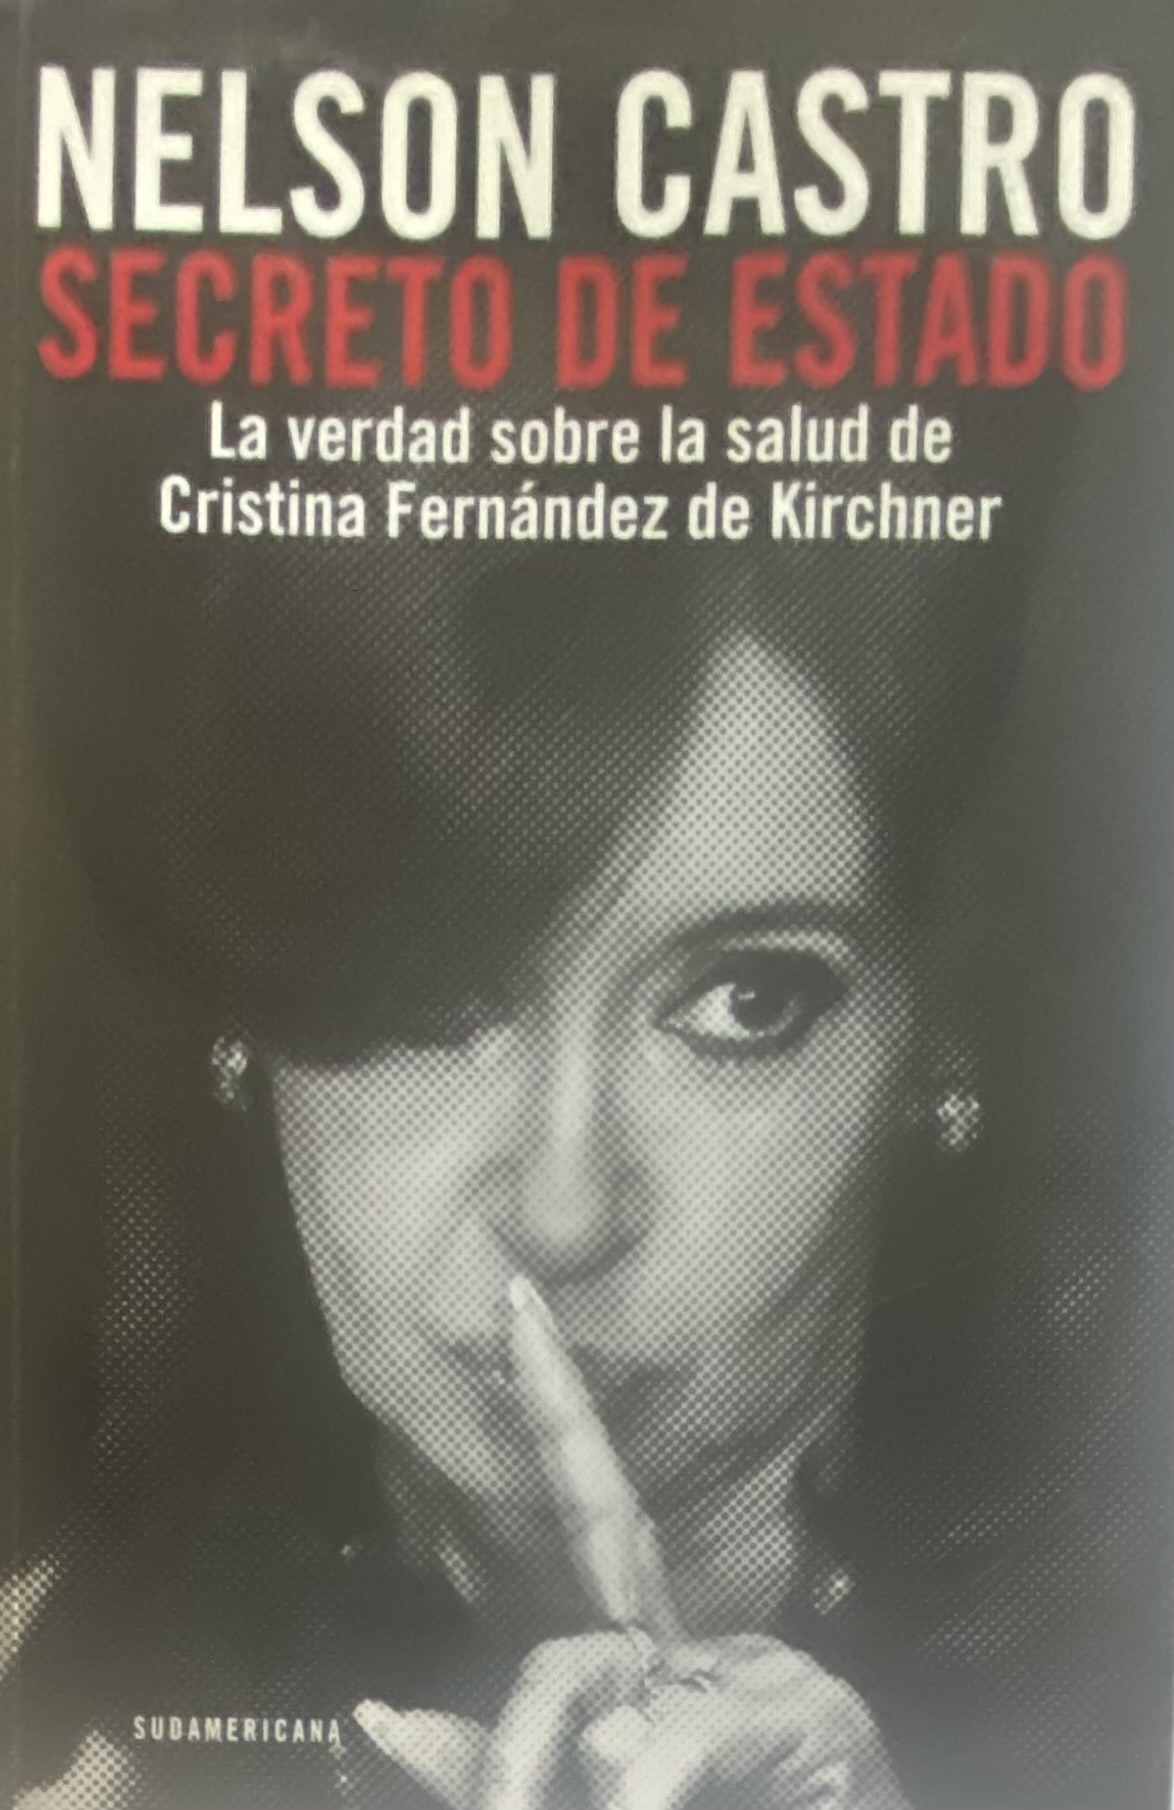 NELSON CASTRO
SECRETO DE ESTADO
La verdad sobre la salud de
Cristina Fernández de Kirchner
SUDAMERICANA